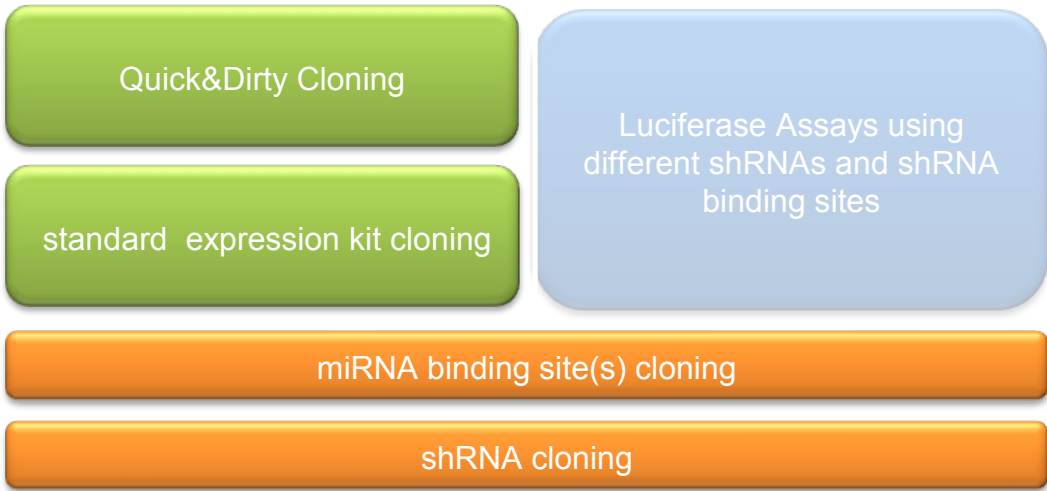 Quick&Dirty Cloning
standard expression kit cloning
Luciferase Assays using
different shRNAs and shRNA
binding sites
miRNA binding site(s) cloning
shRNA cloning